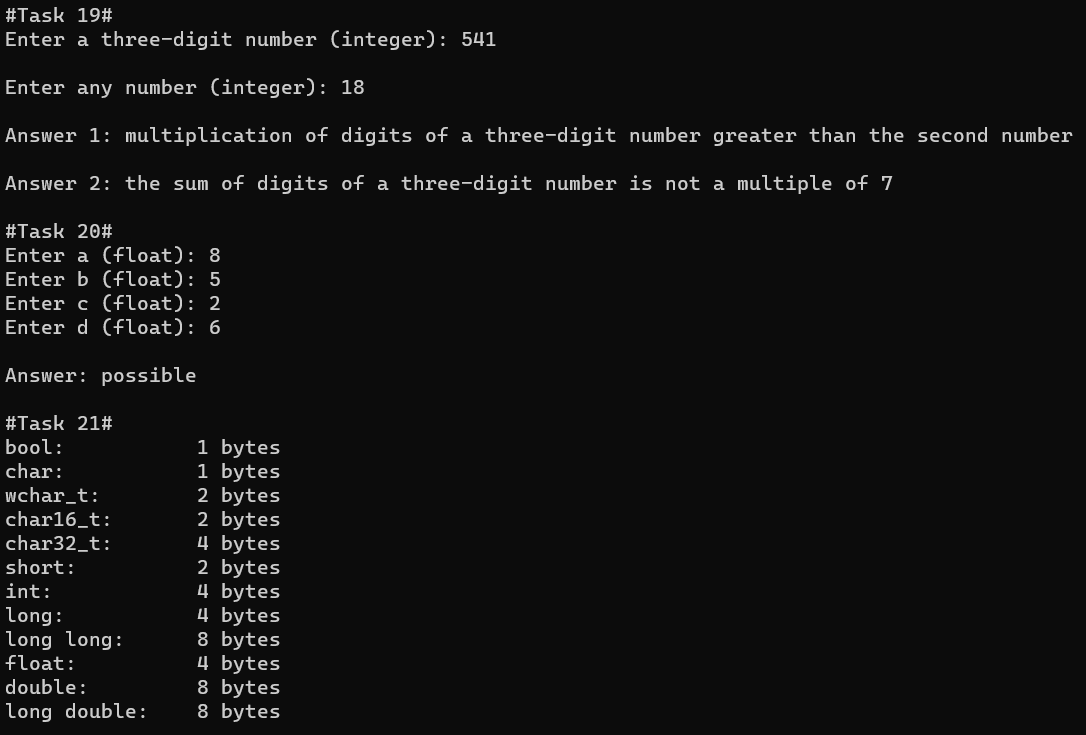 #Task 19#
Enter a three-digit number (integer): 541
Enter any number (integer): 18
Answer 1: multiplication of digits of a three-digit number greater than the second number
Answer 2: the sum of digits of a three-digit number is not a multiple of 7
#Task 20#
Enter a (float): 8
Enter b (float): 5
Enter c (float): 2
Enter d (float): 6
Answer: possible
#Task 21#
bool: 1 bytes
char: 1 bytes
wchar_t: 2 bytes
char16_t: 2 bytes
char32_t: 4 bytes
short: 2 bytes
int: 4 bytes
long: 4 bytes
long long: 8 bytes
float: 4 bytes
double: 8 bytes
long double: 8 bytes